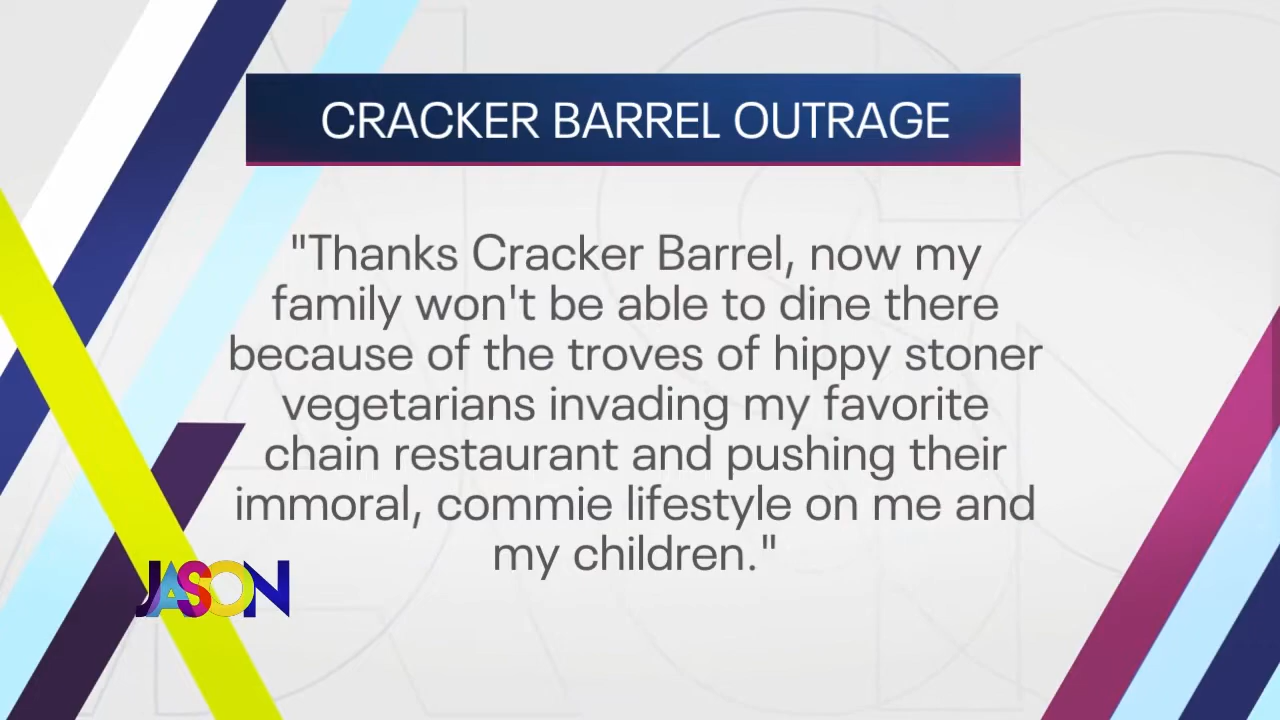 CRACKER BARREL OUTRAGE
"Thanks Cracker Barrel, now my
family won't be able to dine there
because of the troves of hippy stoner
vegetarians invading my favorite
chain restaurant and pushing their
immoral, commie lifestyle on me and
my children."
JASON